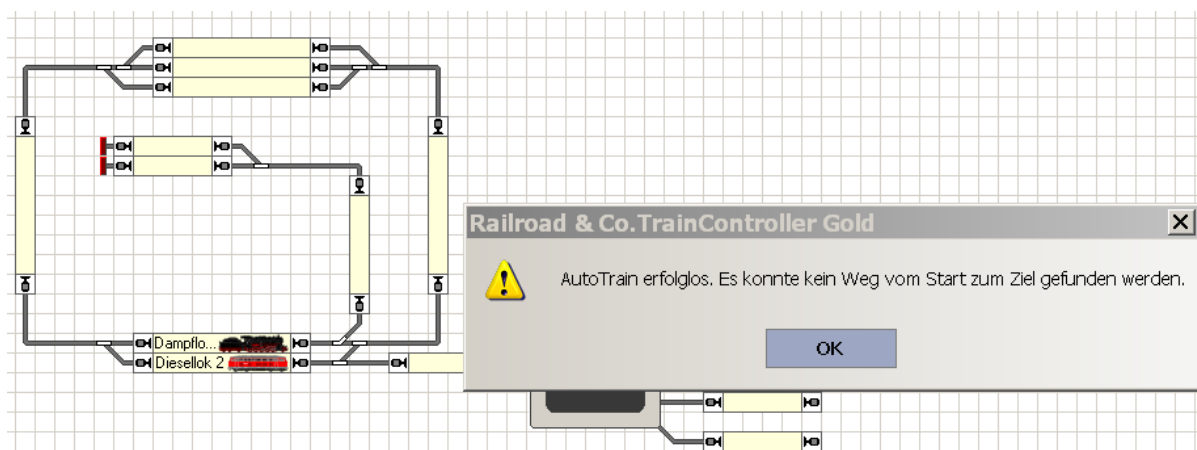 Railroad & Co.TrainController Gold
AutoTrain erfolglos. Es konnte kein Weg vom Start zum Ziel gefunden werden.
OK
Dampflo...
Diesellok 2